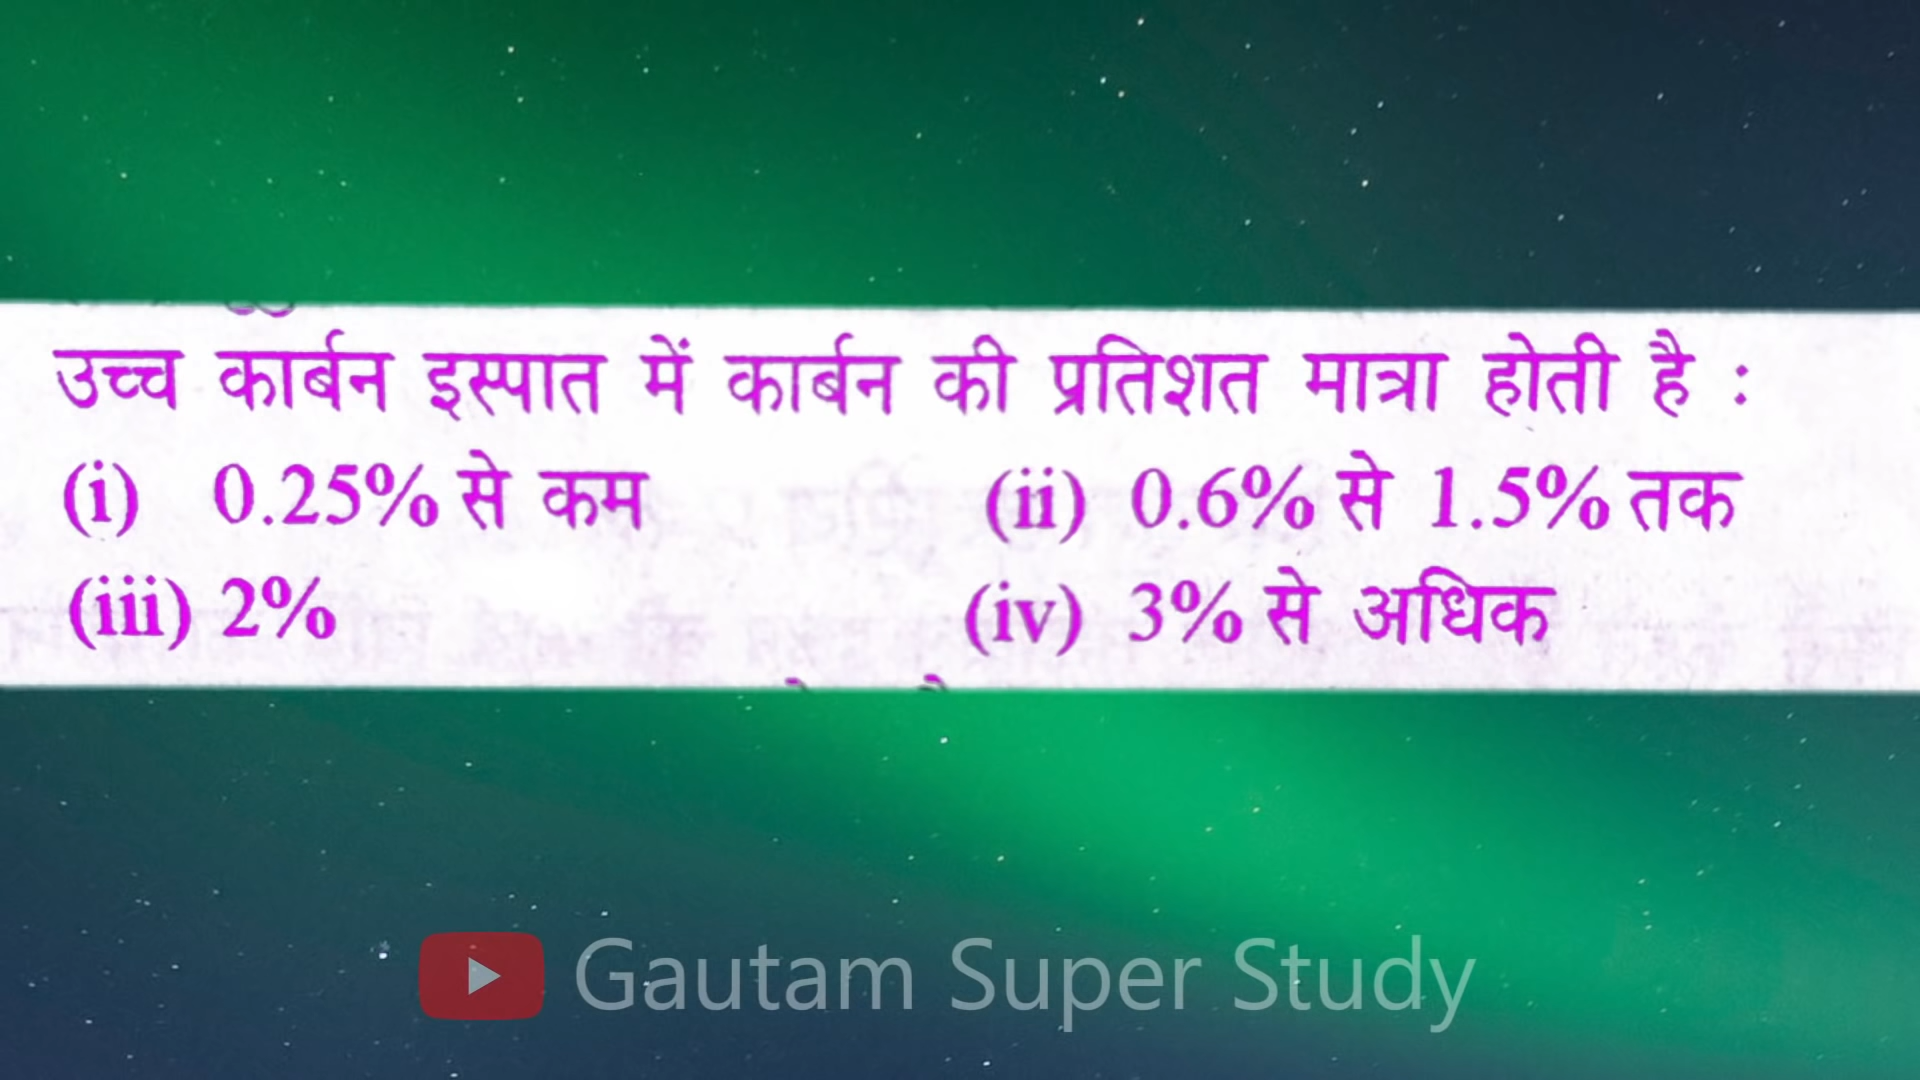 उच्च कार्बन इस्पात में कार्बन की प्रतिशत मात्रा होती है :
(i) 0.25% से कम (ii) 0.6% से 1.5% तक
(iii) 2% (iv) 3% से अधिक
Gautam Super Study